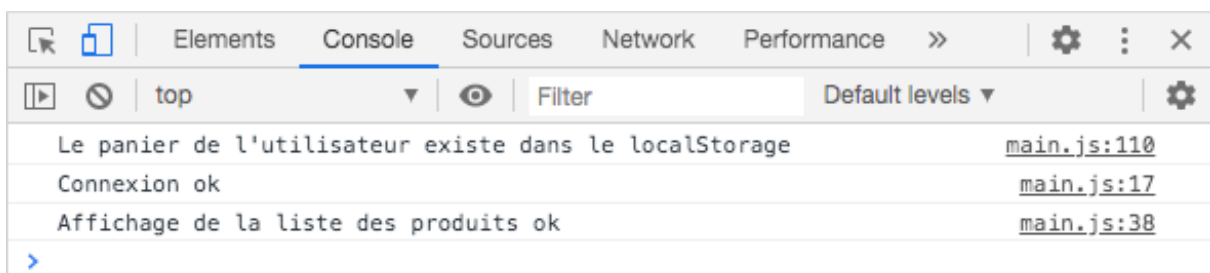 Elements Console Sources Network Performance »
top ▼ Filter Default levels ▼
Le panier de l'utilisateur existe dans le localStorage main.js:110
Connexion ok main.js:17
Affichage de la liste des produits ok main.js:38
>